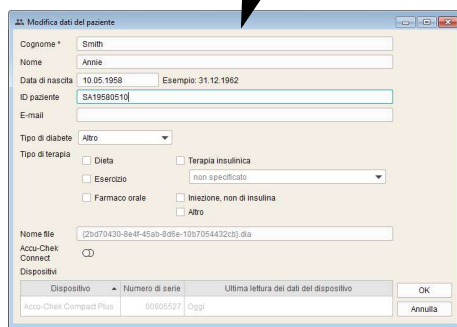 Modifica dati del paziente
Cognome * Smith
Nome Annie
Data di nascita 10.05.1958 Esempio: 31.12.1962
ID paziente SA19580510
E-mail
Tipo di diabete Altro
Tipo di terapia
Dieta Terapia insulinica
Esercizio non specificato
Farmaco orale Iniezione, non di insulina
Altro
Nome file {2bd70430-8e4f-45ab-8d5e-10b7054432cb}.dia
Accu-Chek
Connect
Dispositivi
Dispositivo Numero di serie Ultima lettura dei dati del dispositivo OK
Accu-Chek Compact Plus 60805527 Oggi Annulla